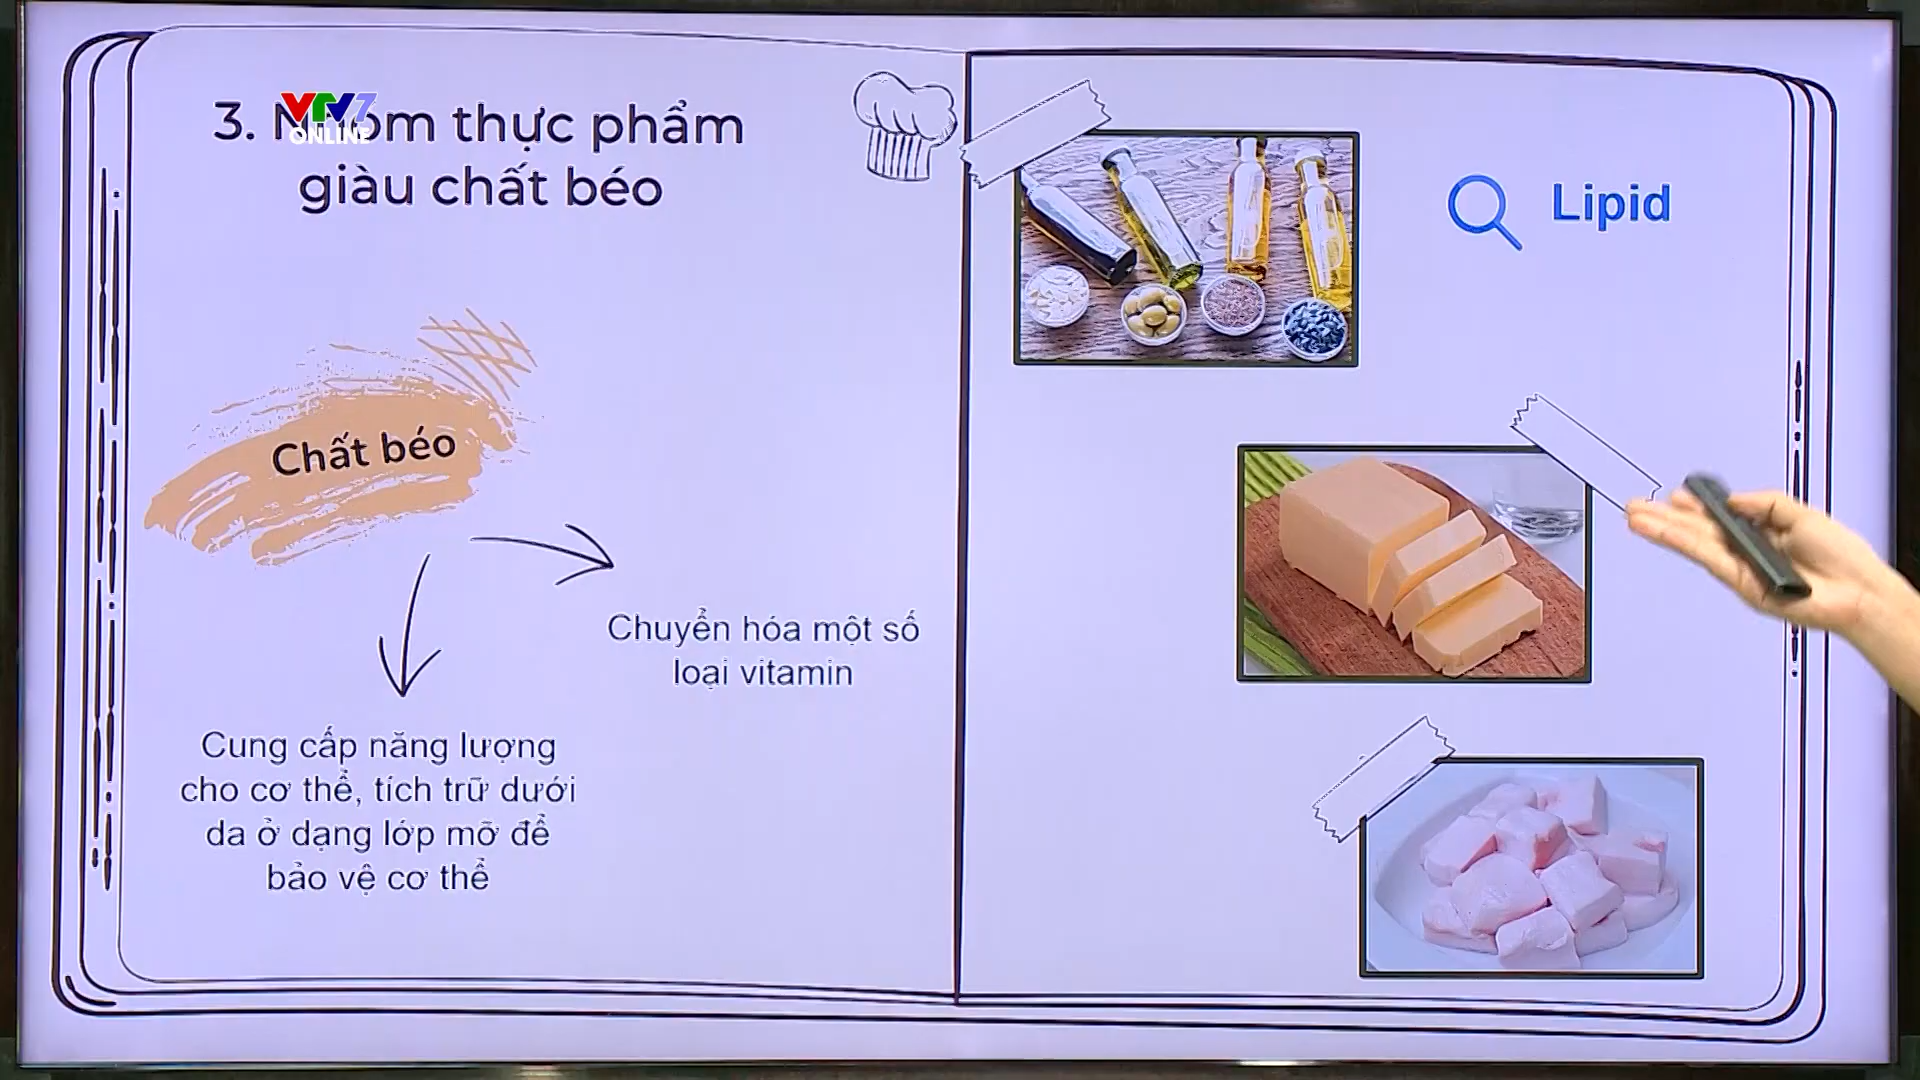 3. Nhóm thực phẩm
giàu chất béo
VTV7
ONLINE
Chất béo
Chuyển hóa một số
loại vitamin
Cung cấp năng lượng
cho cơ thể, tích trữ dưới
da ở dạng lớp mỡ để
bảo vệ cơ thể
Lipid